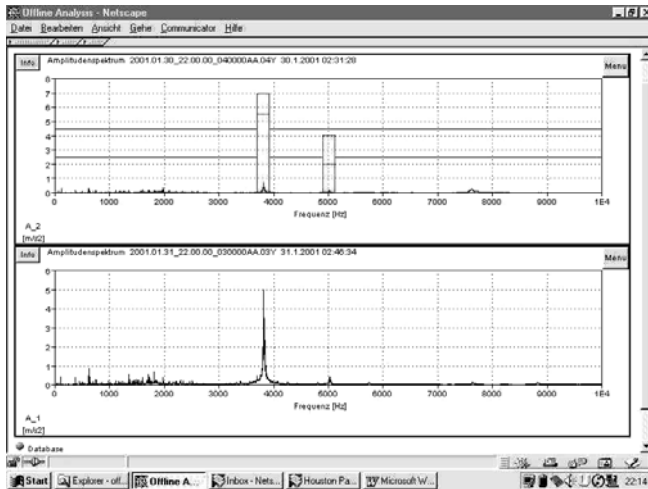 Offline Analysis - Netscape
Datei Bearbeiten Ansicht Gehe Communicator Hilfe
Info Amplitudenspektrum 2001.01.30_22.00.00_040000AA.04Y 30.1.2001 02:31:28 Menu
8
7
6
5
4
3
2
1
0
0 1000 2000 3000 4000 5000 6000 7000 8000 9000 1E4
Frequenz [Hz]
A_2
[m/s2]
Info Amplitudenspektrum 2001.01.31_22.00.00_030000AA.03Y 31.1.2001 02:46:34 Menu
6
5
4
3
2
1
0
0 1000 2000 3000 4000 5000 6000 7000 8000 9000 1E4
Frequenz [Hz]
A_1
[m/s2]
Database
Start Explorer - off... Offline A... Inbox - Nets... Houston Pa... Microsoft W... 22:14